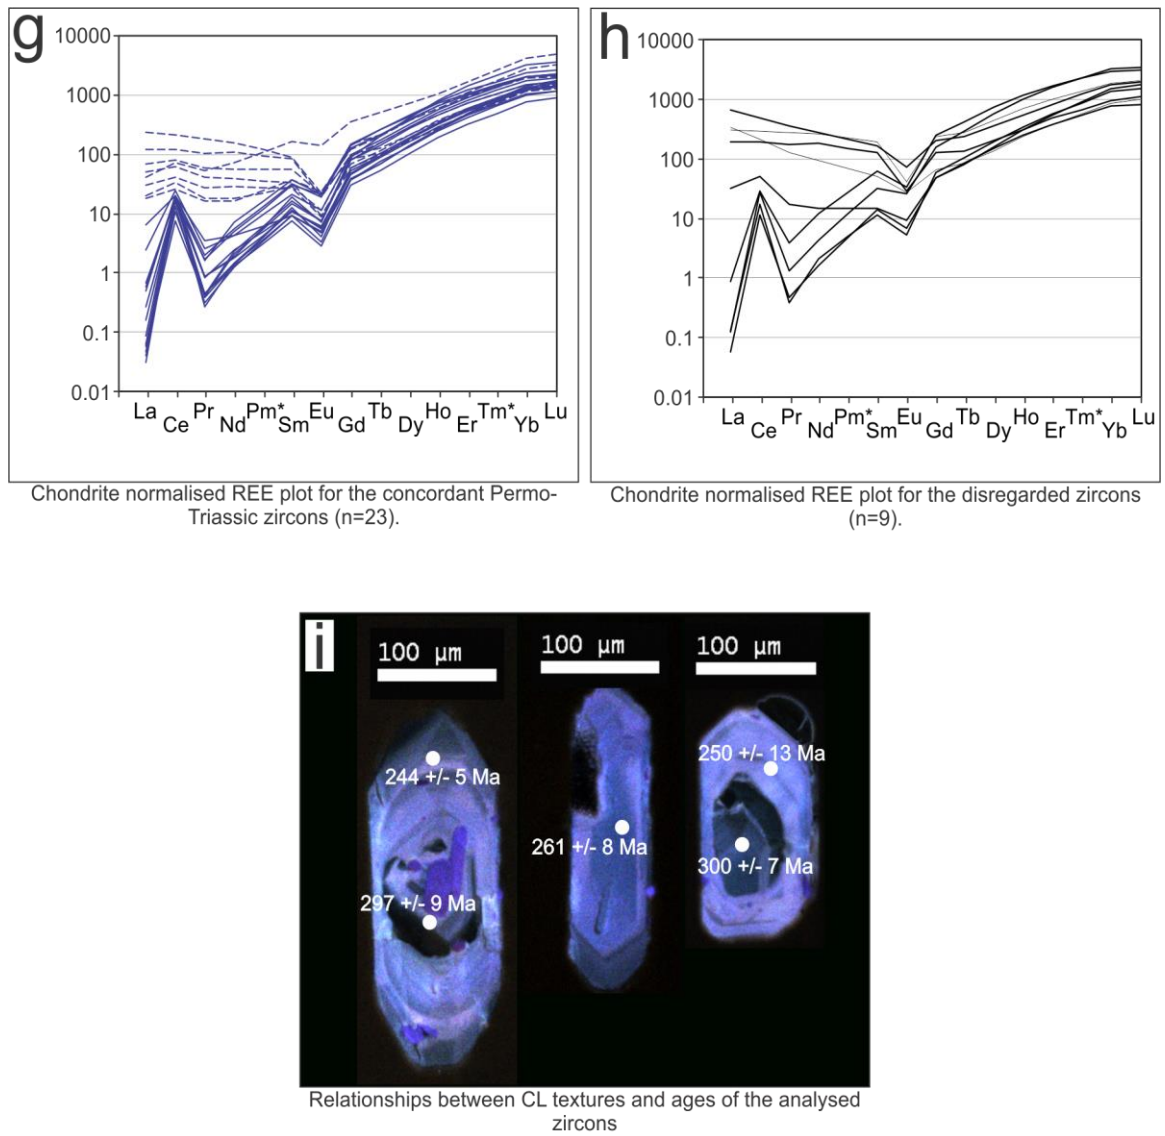 g
10000
1000
100
10
1
0.1
0.01
La Ce Pr Nd Pm* Sm Eu Gd Tb Dy Ho Er Tm* Yb Lu
Chondrite normalised REE plot for the concordant Permo-
Triassic zircons (n=23).
h
10000
1000
100
10
1
0.1
0.01
La Ce Pr Nd Pm* Sm Eu Gd Tb Dy Ho Er Tm* Yb Lu
Chondrite normalised REE plot for the disregarded zircons
(n=9).
i
100 µm
244 +/- 5 Ma
297 +/- 9 Ma
100 µm
261 +/- 8 Ma
100 µm
250 +/- 13 Ma
300 +/- 7 Ma
Relationships between CL textures and ages of the analysed
zircons